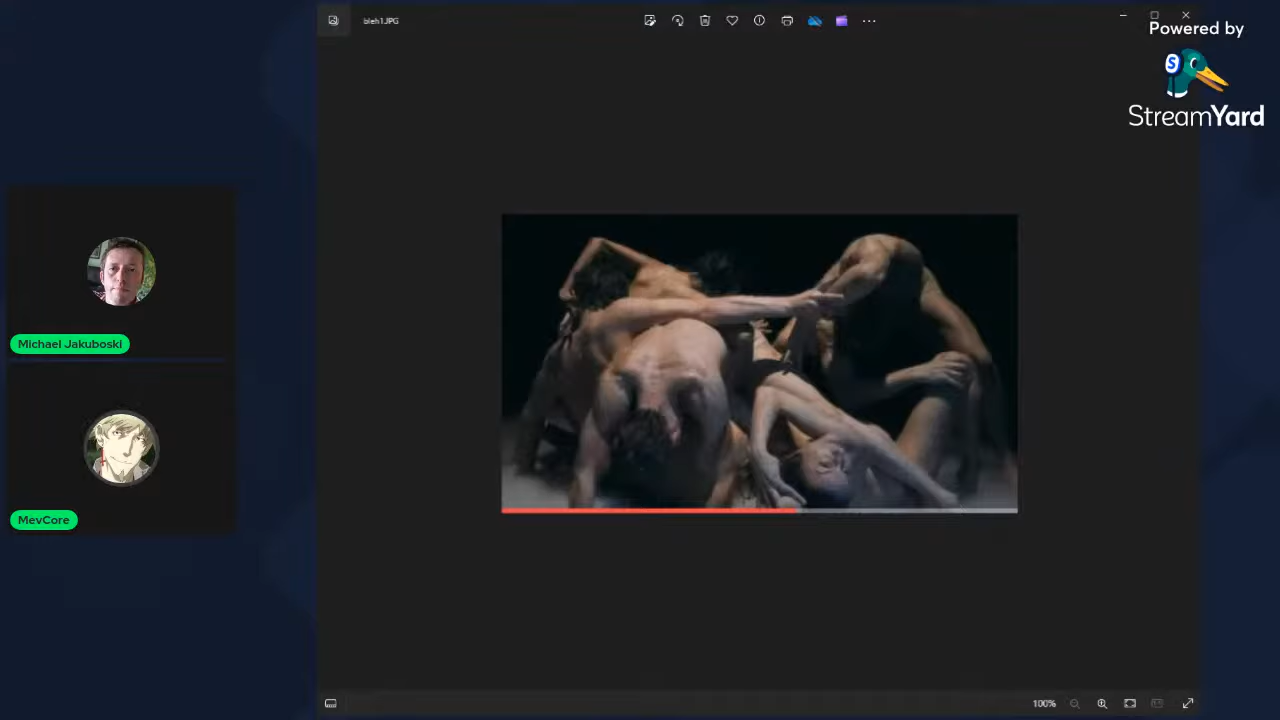 bleh1.JPG
Powered by
S
StreamYard
Michael Jakuboski
MevCore
100%